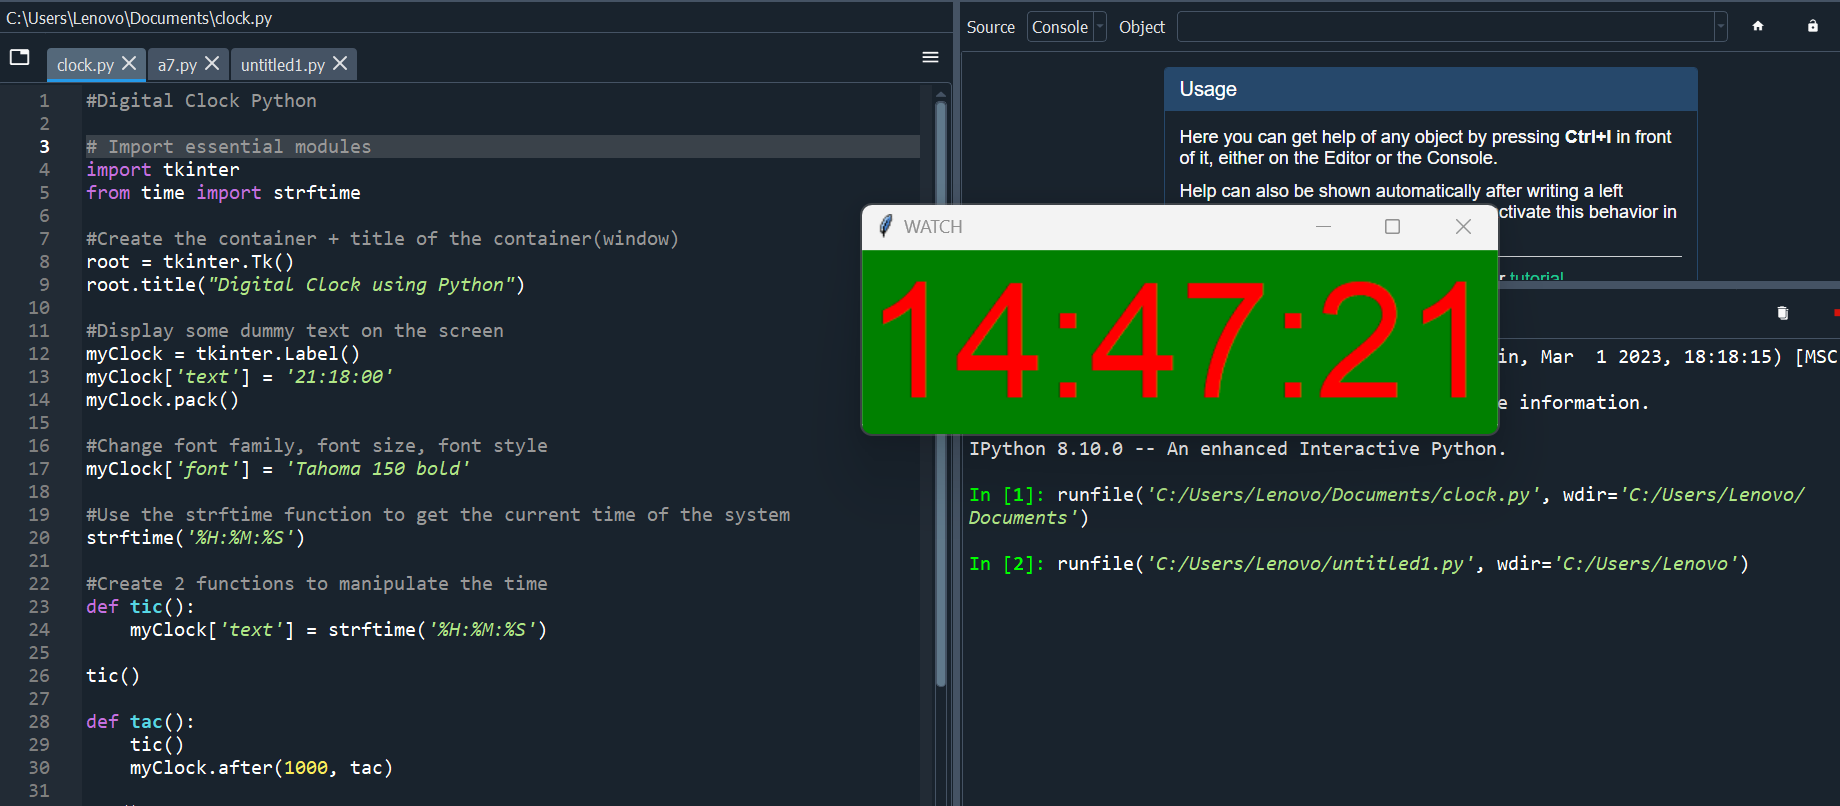 C:\Users\Lenovo\Documents\clock.py
clock.py
a7.py
untitled1.py
1 #Digital Clock Python
2
3 # Import essential modules
4 import tkinter
5 from time import strftime
6
7 #Create the container + title of the container(window)
8 root = tkinter.Tk()
9 root.title("Digital Clock using Python")
10
11 #Display some dummy text on the screen
12 myClock = tkinter.Label()
13 myClock['text'] = '21:18:00'
14 myClock.pack()
15
16 #Change font family, font size, font style
17 myClock['font'] = 'Tahoma 150 bold'
18
19 #Use the strftime function to get the current time of the system
20 strftime('%H:%M:%S')
21
22 #Create 2 functions to manipulate the time
23 def tic():
24 myClock['text'] = strftime('%H:%M:%S')
25
26 tic()
27
28 def tac():
29 tic()
30 myClock.after(1000, tac)
31
Source Console Object
Usage
Here you can get help of any object by pressing Ctrl+I in front
of it, either on the Editor or the Console.
Help can also be shown automatically after writing a left
ctivate this behavior in
r tutorial
WATCH
14:47:21
in, Mar 1 2023, 18:18:15) [MSC
e information.
IPython 8.10.0 -- An enhanced Interactive Python.
In [1]: runfile('C:/Users/Lenovo/Documents/clock.py', wdir='C:/Users/Lenovo/
Documents')
In [2]: runfile('C:/Users/Lenovo/untitled1.py', wdir='C:/Users/Lenovo')